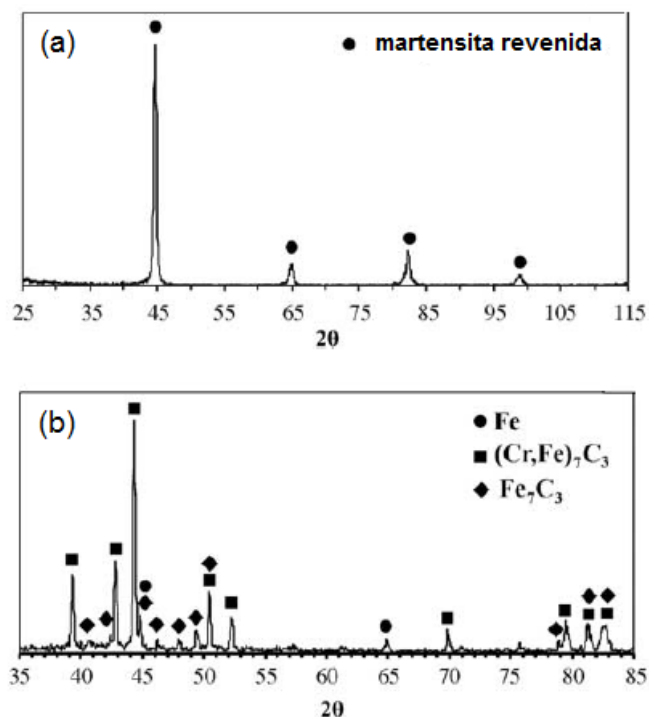 (a)
● martensita revenida
25 35 45 55 65 75 85 95 105 115
2θ
(b)
● Fe
■ (Cr,Fe)₇C₃
◆ Fe₇C₃
35 40 45 50 55 60 65 70 75 80 85
2θ